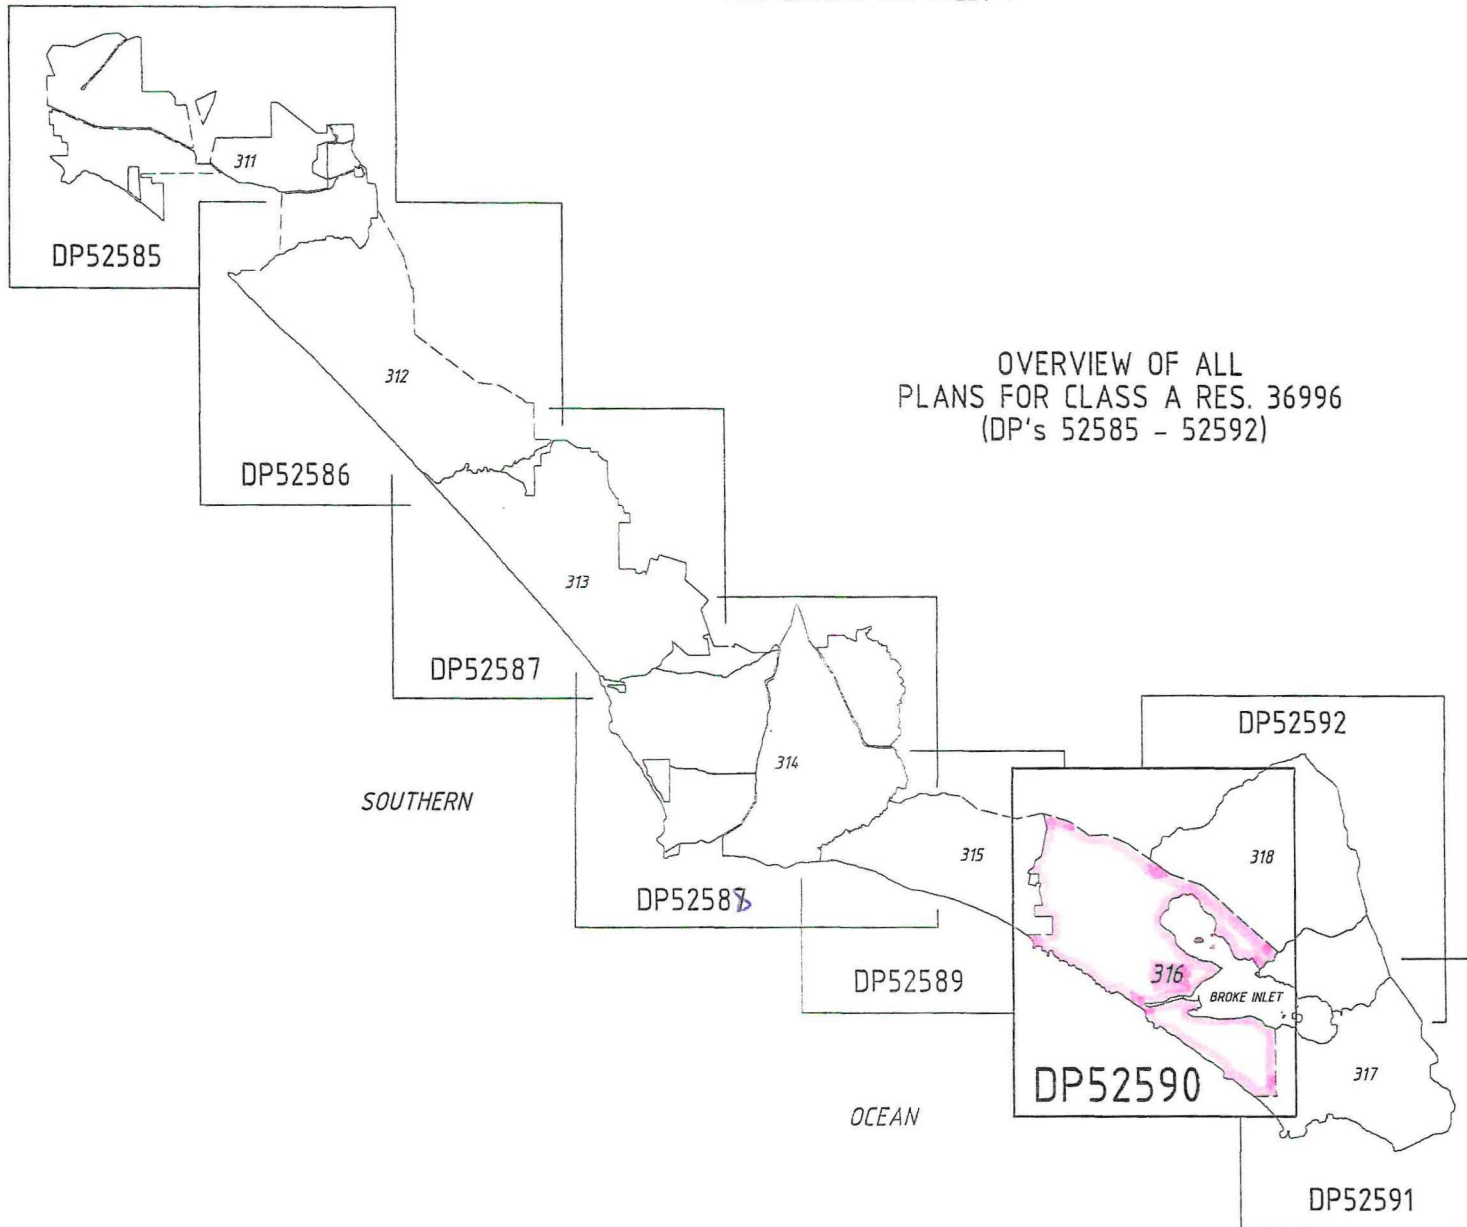 311
DP52585
312
OVERVIEW OF ALL
PLANS FOR CLASS A RES. 36996
(DP's 52585 - 52592)
DP52586
313
DP52587
DP52592
314
SOUTHERN
315
318
DP52588
316
DP52589
BROKE INLET
DP52590
317
OCEAN
DP52591